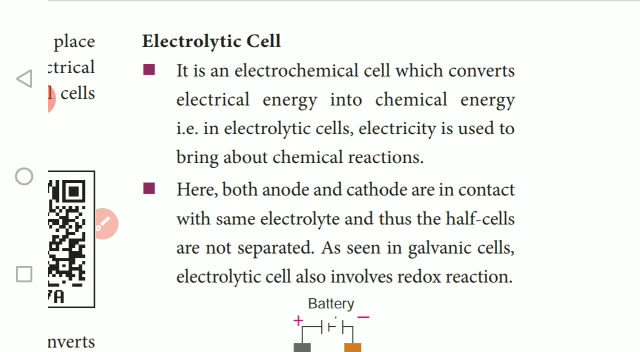 place
ctrical
cells
7A
nverts
Electrolytic Cell
It is an electrochemical cell which converts
electrical energy into chemical energy
i.e. in electrolytic cells, electricity is used to
bring about chemical reactions.
Here, both anode and cathode are in contact
with same electrolyte and thus the half-cells
are not separated. As seen in galvanic cells,
electrolytic cell also involves redox reaction.
Battery
+ −